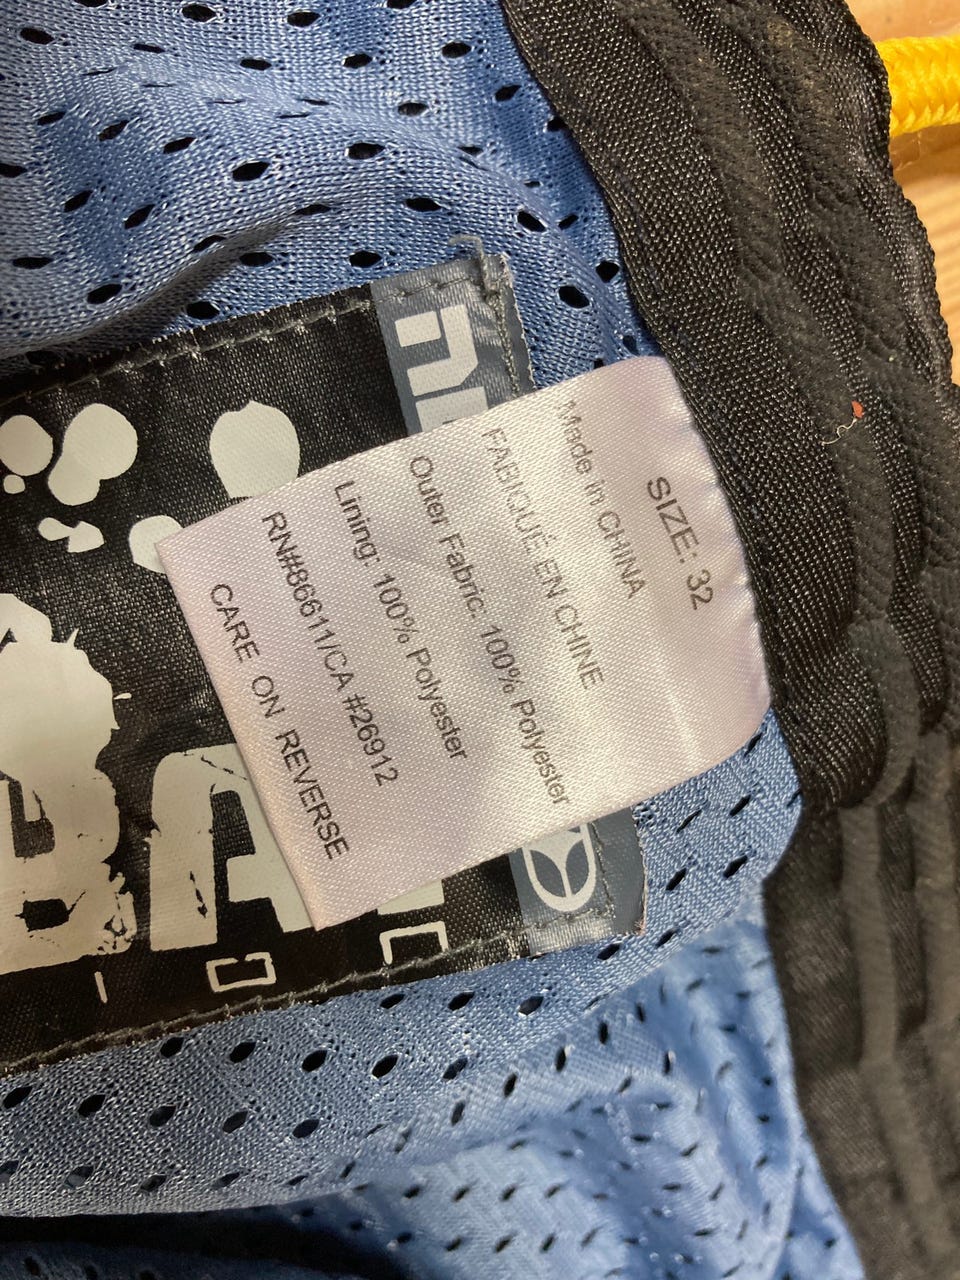 SIZE: 32
Made in CHINA
FABIQUÉ EN CHINE
Outer Fabric: 100% Polyester
Lining: 100% Polyester
RN#86611/CA #26912
CARE ON REVERSE